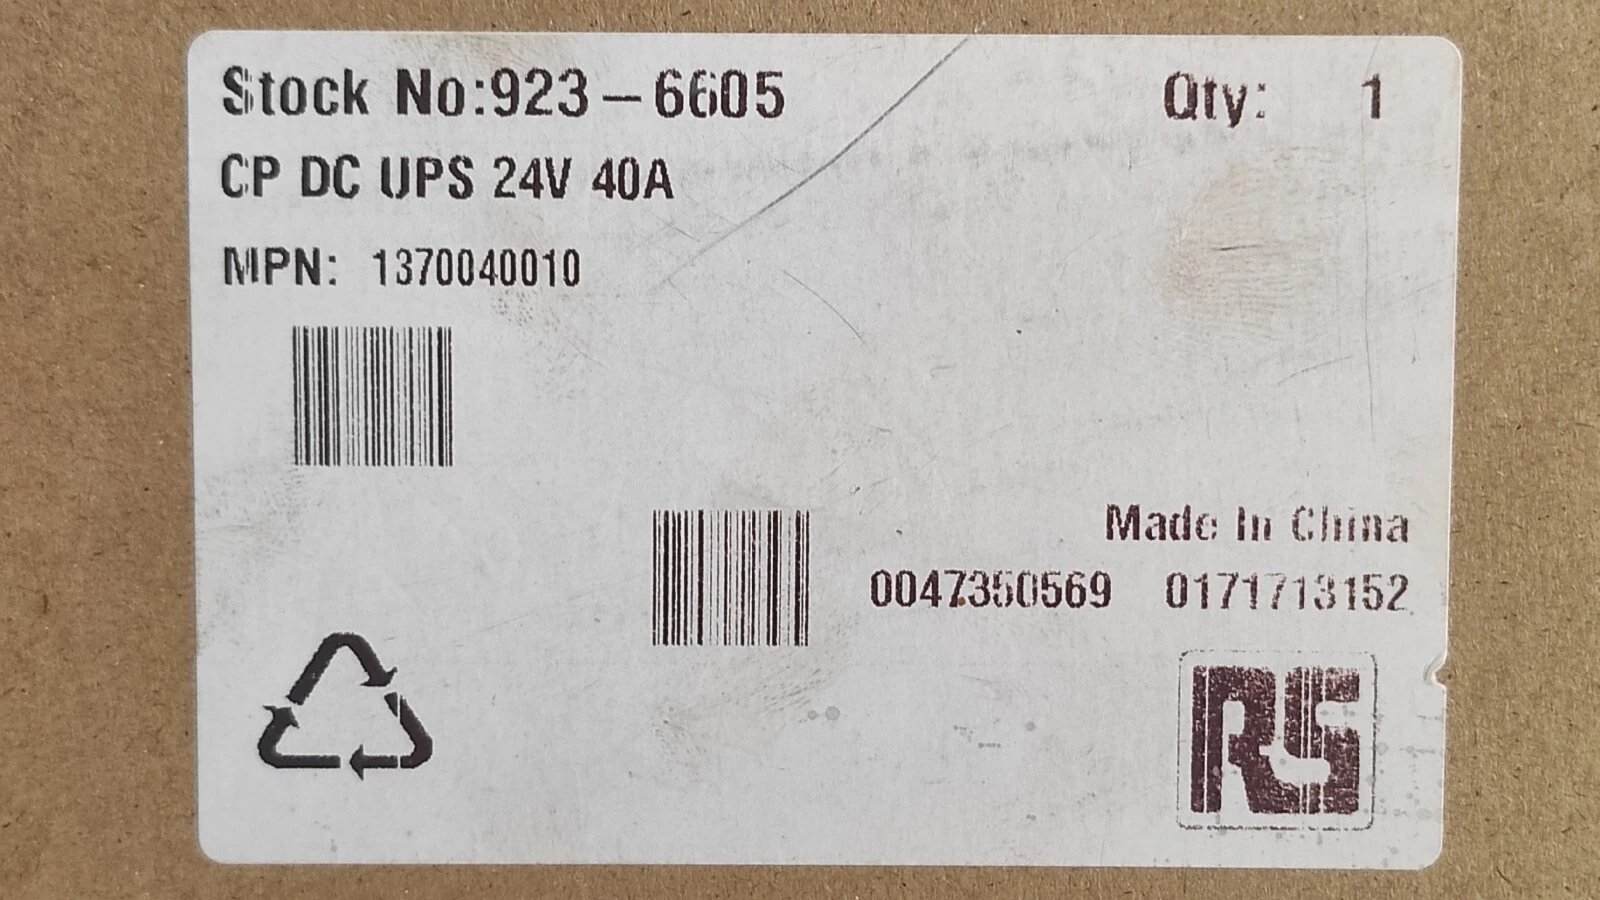 Stock No:923-6605 Qty: 1
CP DC UPS 24V 40A
MPN: 1370040010
Made In China
0047350569 0171713152
RS